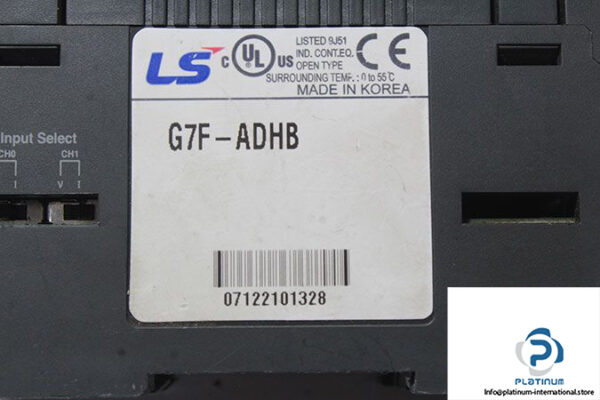 LS
C UL US
LISTED 9J51
IND. CONT.EQ.
OPEN TYPE
CE
SURROUNDING TEMP. : 0 to 55℃
MADE IN KOREA
G7F-ADHB
Input Select
CH0
CH1
I
V I
07122101328
PLATINUM
Info@platinum-international.store